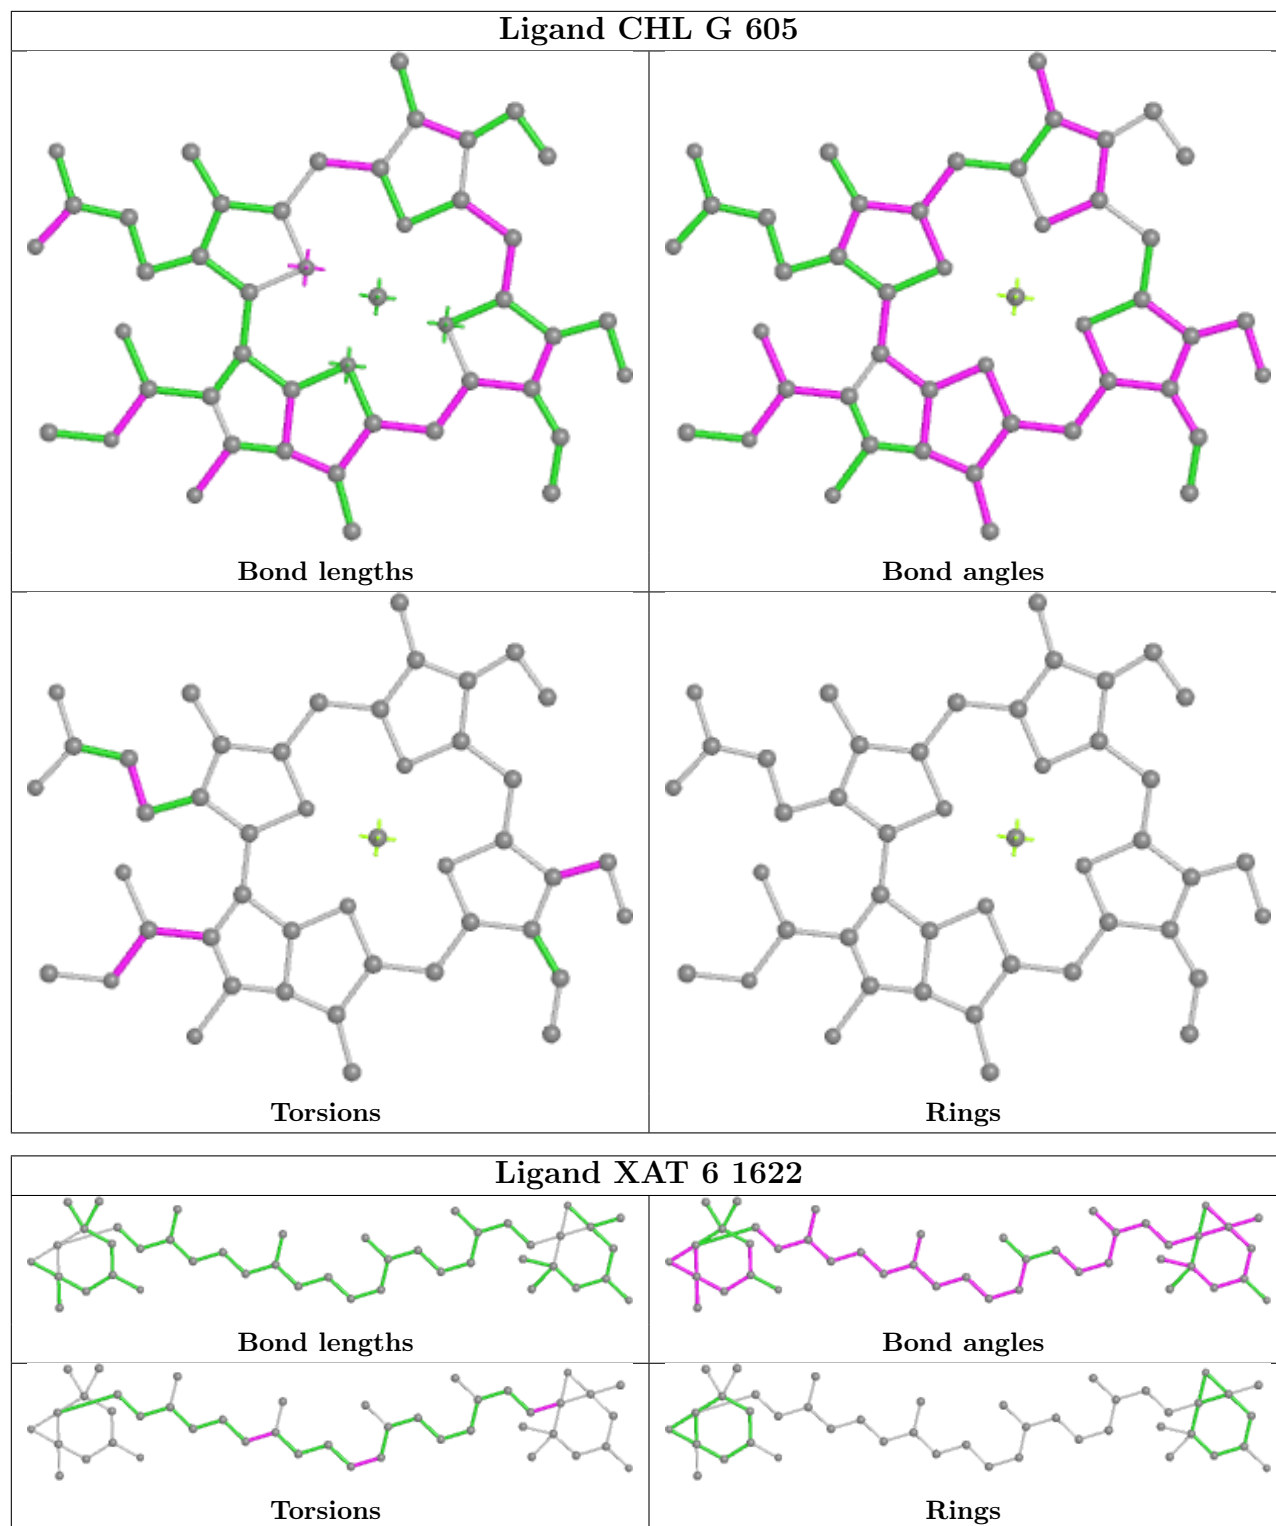 Ligand CHL G 605
Bond lengths
Bond angles
Torsions
Rings
Ligand XAT 6 1622
Bond lengths
Bond angles
Torsions
Rings